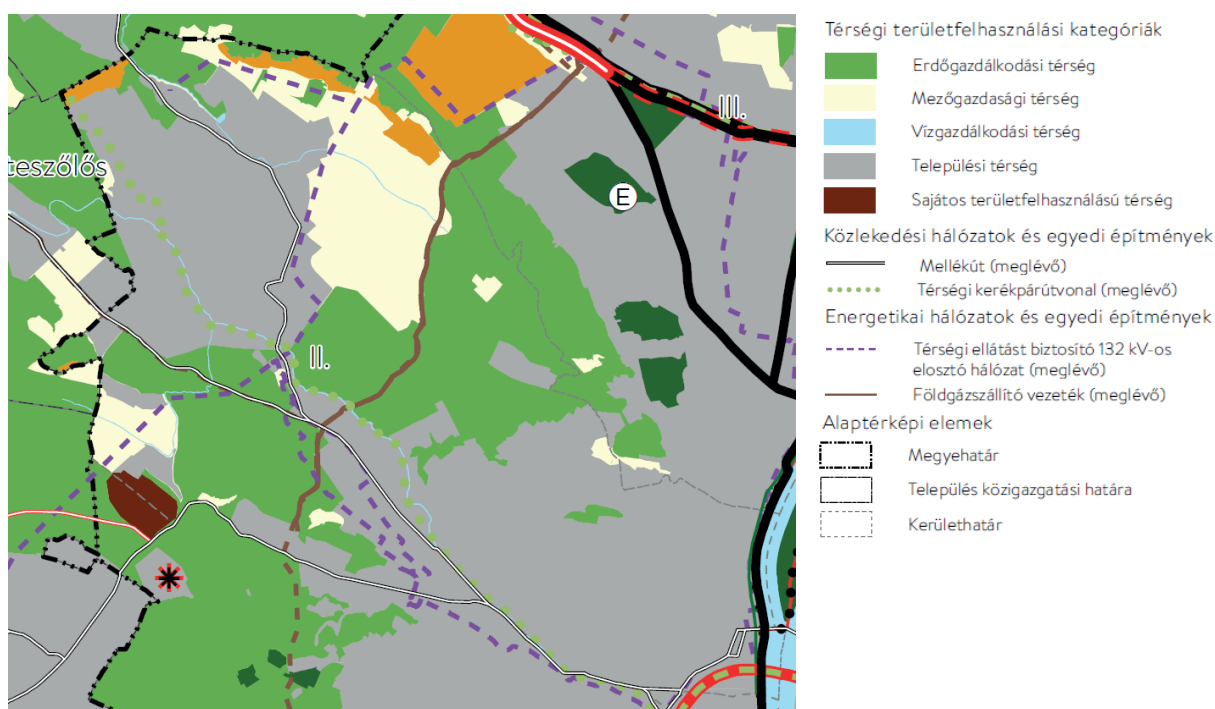 teszőlős
II.
III.
E
Térségi területfelhasználási kategóriák
Erdőgazdálkodási térség
Mezőgazdasági térség
Vízgazdálkodási térség
Települési térség
Sajátos területfelhasználású térség
Közlekedési hálózatok és egyedi építmények
Mellékút (meglévő)
Térségi kerékpárútvonal (meglévő)
Energetikai hálózatok és egyedi építmények
Térségi ellátást biztosító 132 kV-os
elosztó hálózat (meglévő)
Földgázszállító vezeték (meglévő)
Alaptérképi elemek
Megyehatár
Település közigazgatási határa
Kerülethatár